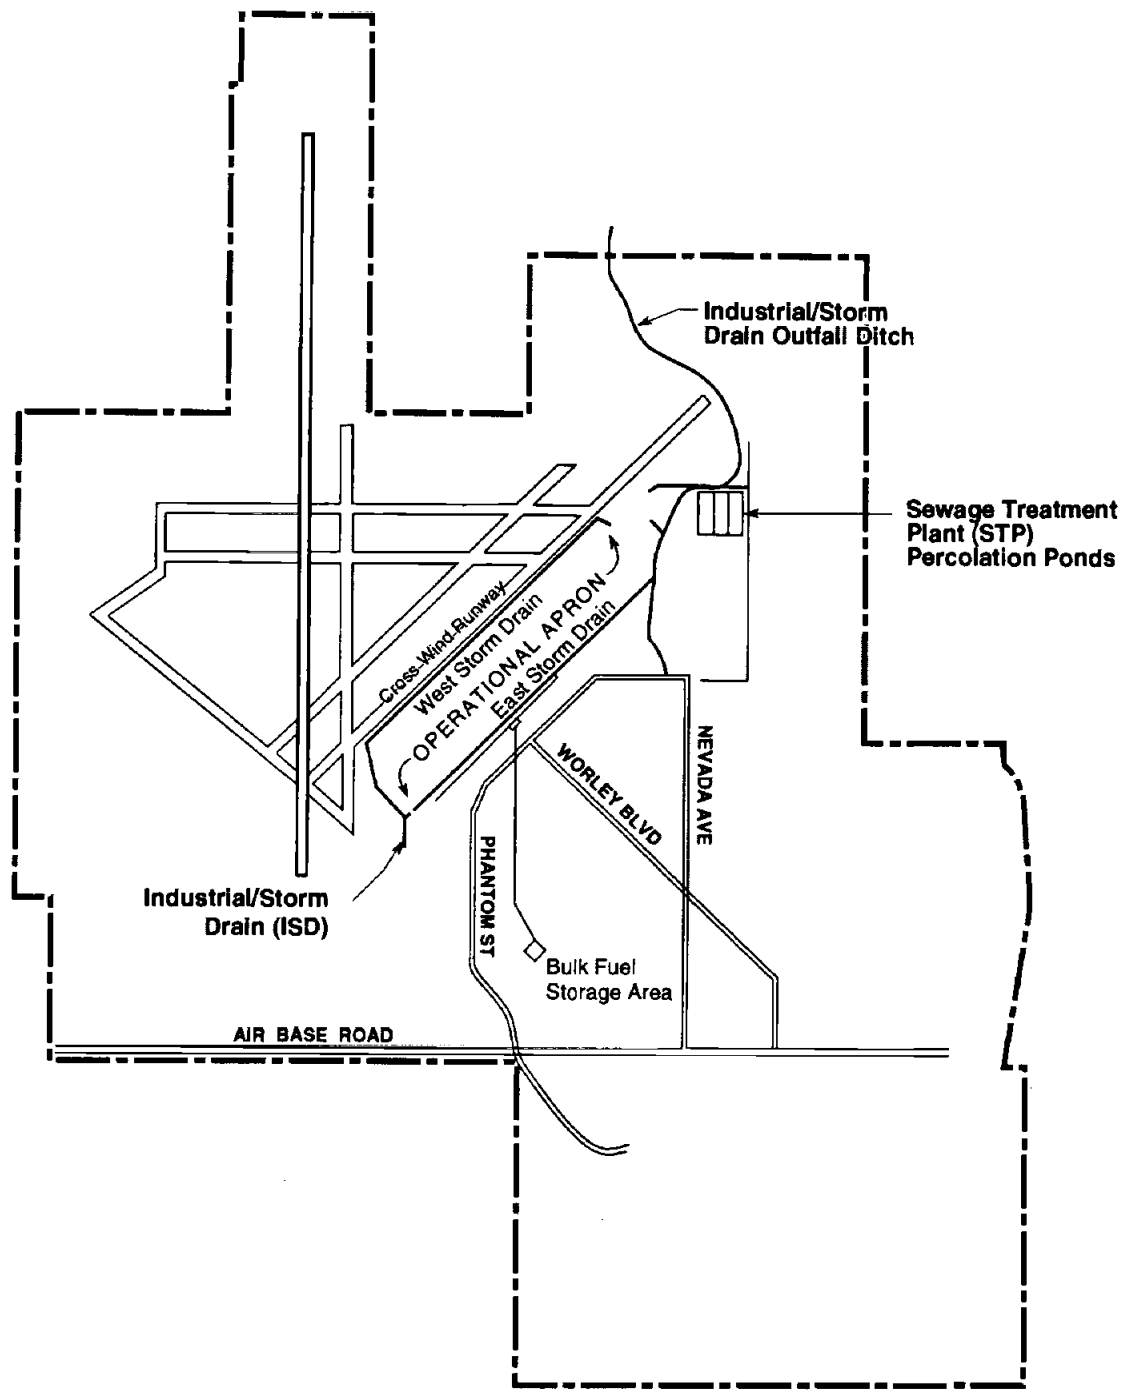 Industrial/Storm
Drain Outfall Ditch
Sewage Treatment
Plant (STP)
Percolation Ponds
Cross-Wind-Runway
West Storm Drain
OPERATIONAL APRON
East Storm Drain
NEVADA AVE
WORLEY BLVD
PHANTOM ST
Industrial/Storm
Drain (ISD)
Bulk Fuel
Storage Area
AIR BASE ROAD